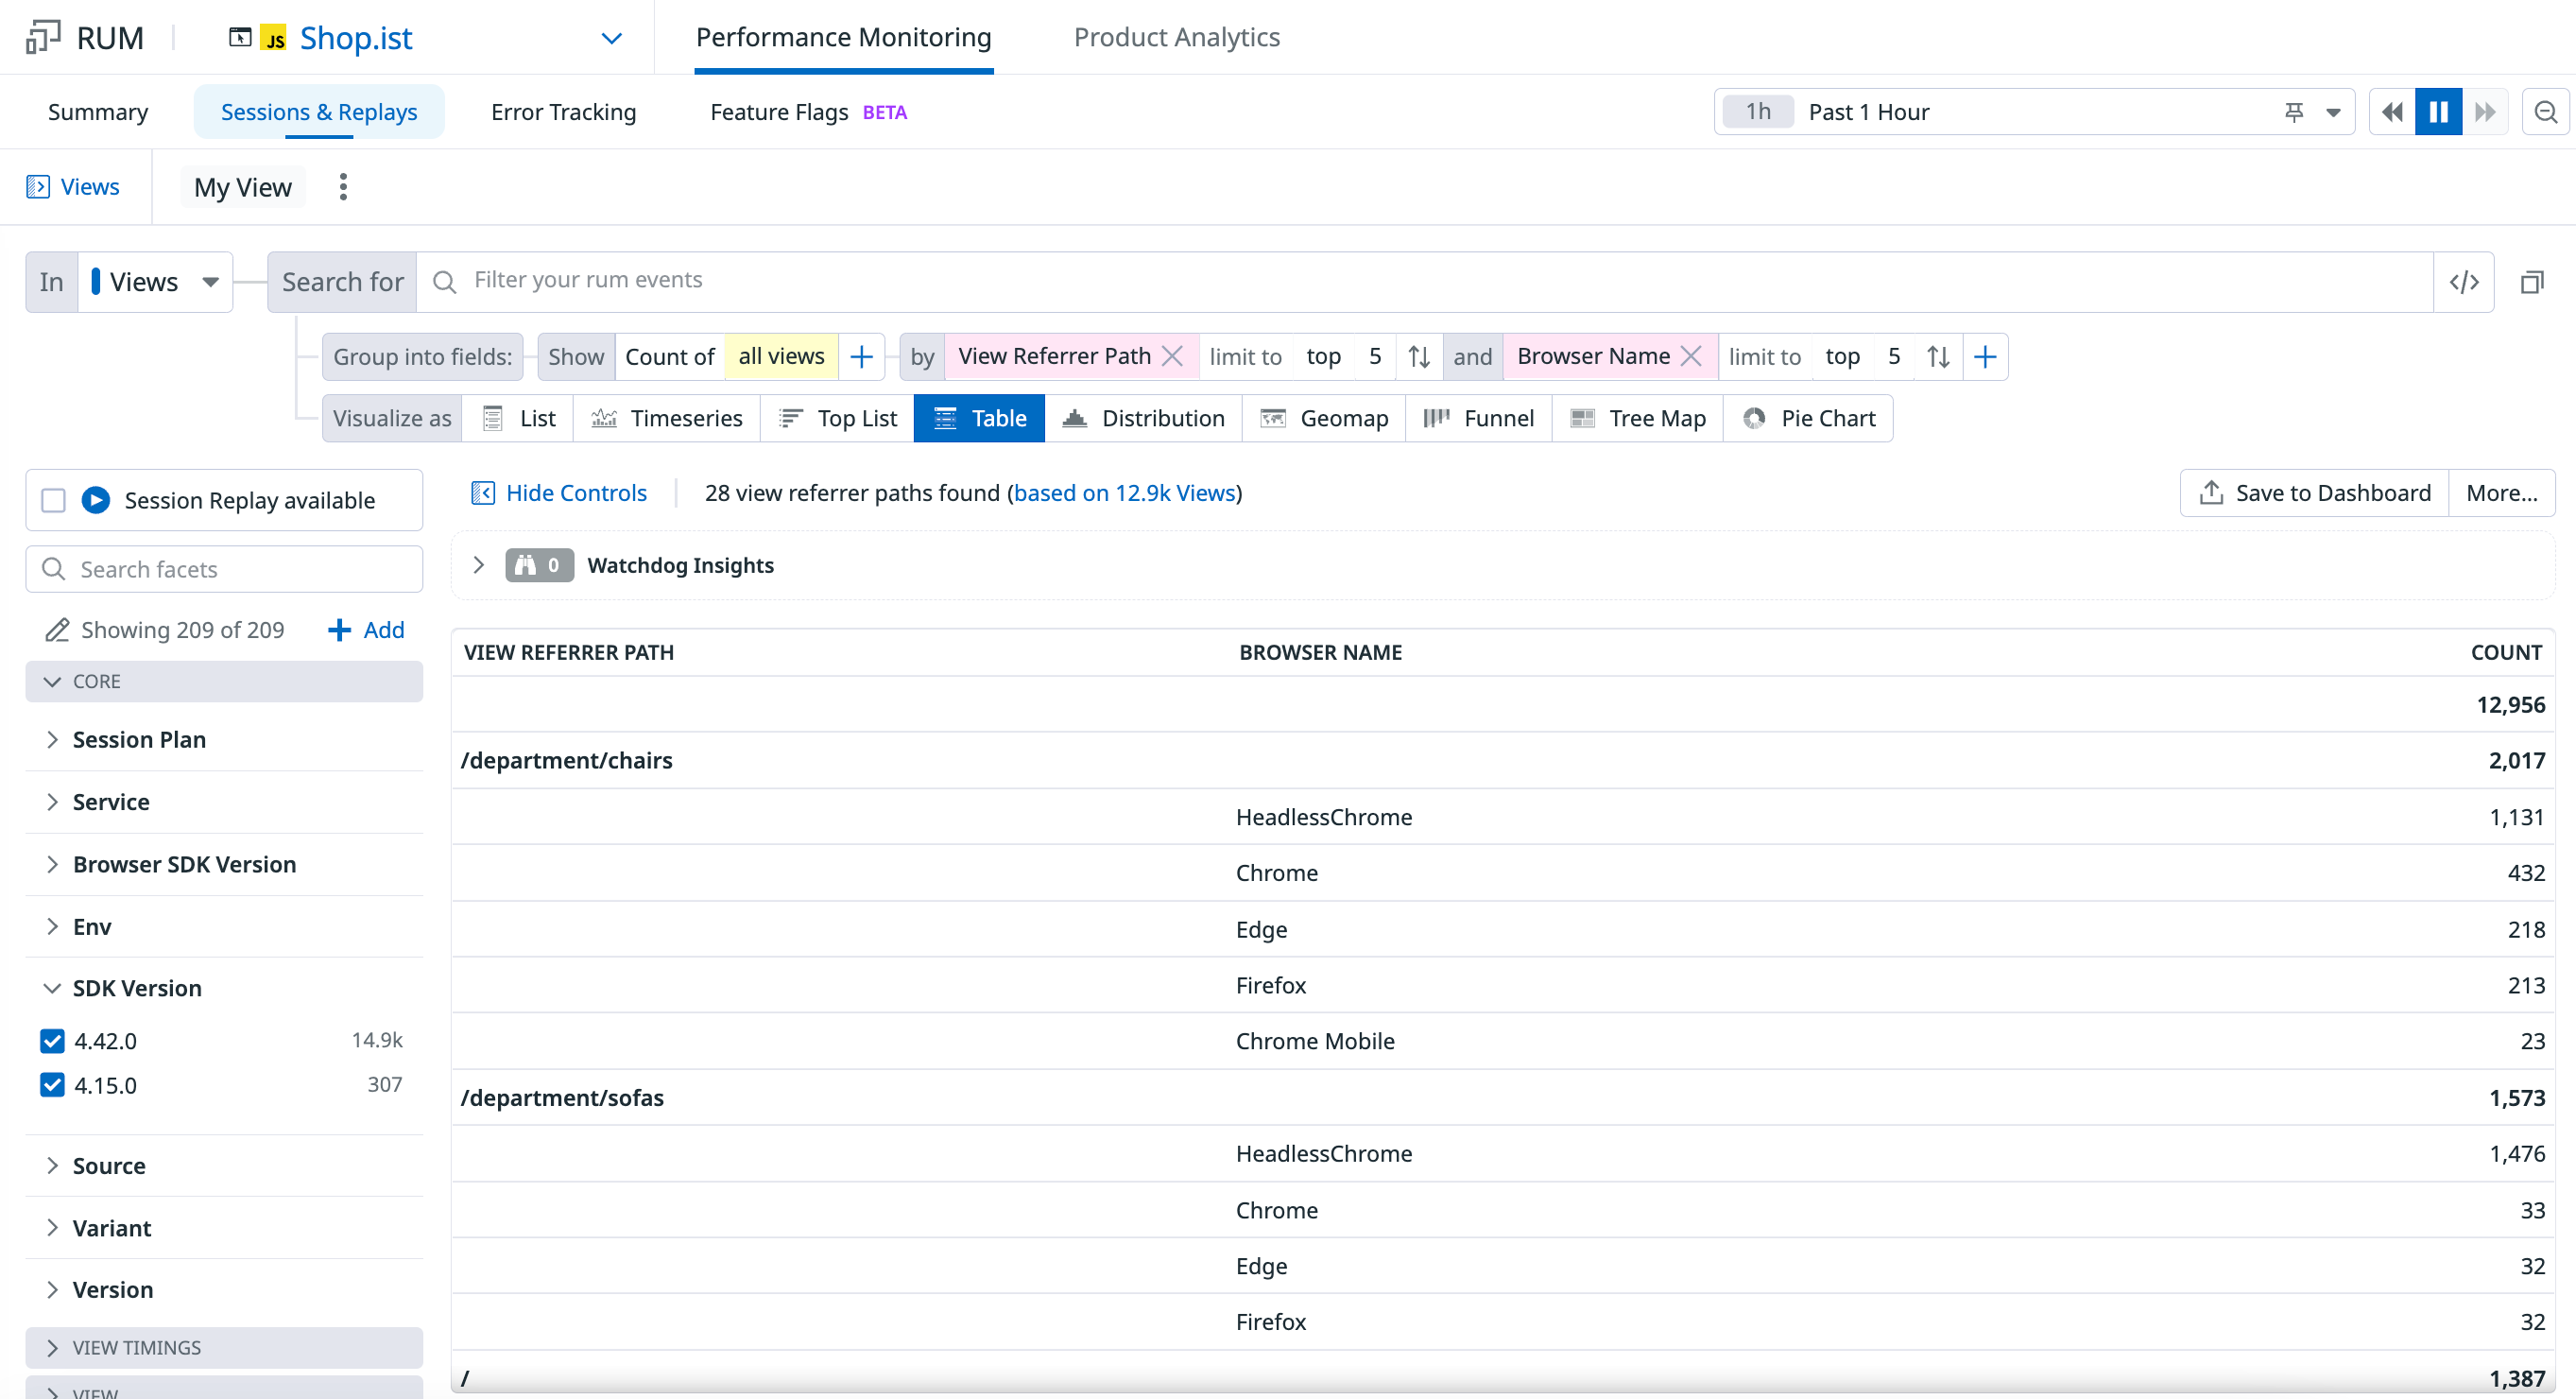 RUM
JS Shop.ist
Performance Monitoring
Product Analytics
Summary
Sessions & Replays
Error Tracking
Feature Flags BETA
1h Past 1 Hour
Views
My View
In Views Search for Filter your rum events </>
Group into fields: Show Count of all views by View Referrer Path limit to top 5 and Browser Name limit to top 5
Visualize as List Timeseries Top List Table Distribution Geomap Funnel Tree Map Pie Chart
Session Replay available
Search facets
Showing 209 of 209 Add
CORE
Session Plan
Service
Browser SDK Version
Env
SDK Version
4.42.0 14.9k
4.15.0 307
Source
Variant
Version
VIEW TIMINGS
VIEW
Hide Controls 28 view referrer paths found (based on 12.9k Views)
Save to Dashboard More...
0 Watchdog Insights
VIEW REFERRER PATH BROWSER NAME COUNT
12,956
/department/chairs 2,017
HeadlessChrome 1,131
Chrome 432
Edge 218
Firefox 213
Chrome Mobile 23
/department/sofas 1,573
HeadlessChrome 1,476
Chrome 33
Edge 32
Firefox 32
/ 1,387